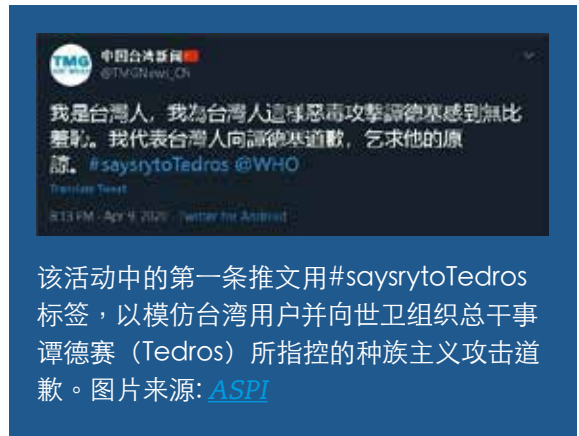 TMG
中国台湾新闻🇨🇳
@TMGNewi_Cn
我是台灣人，我為台灣人這樣惡毒攻擊譚德塞感到無比
羞恥。我代表台灣人向譚德塞道歉，乞求他的原
諒。#saysrytoTedros @WHO
Translate Tweet
8:13 PM · Apr 9, 2020 · Twitter for Android
该活动中的第一条推文用#saysrytoTedros
标签，以模仿台湾用户并向世卫组织总干事
谭德赛（Tedros）所指控的种族主义攻击道
歉。图片来源: ASPI